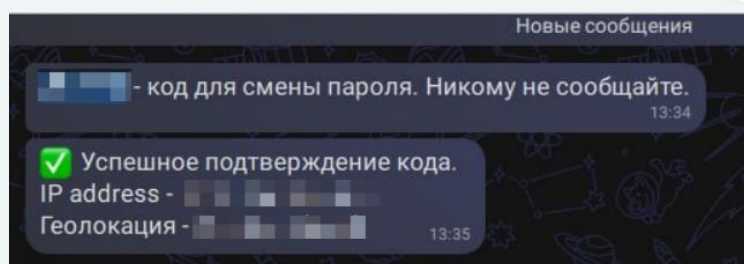 Новые сообщения
- код для смены пароля. Никому не сообщайте.
13:34
✅ Успешное подтверждение кода.
IP address -
Геолокация -
13:35